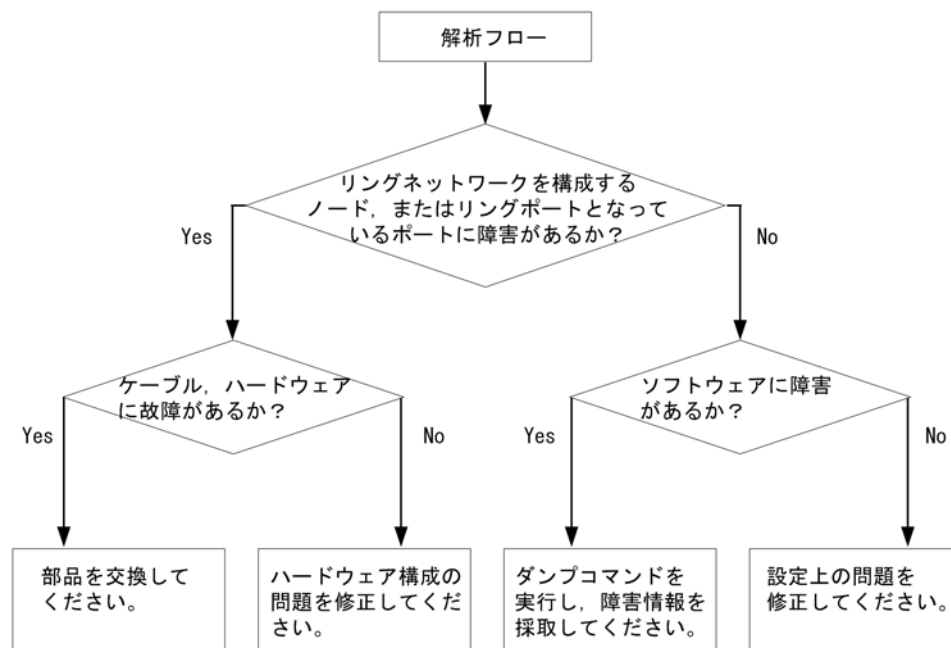 解析フロー
リングネットワークを構成する
ノード，またはリングポートとなって
いるポートに障害があるか？
Yes
No
ケーブル，ハードウェア
に故障があるか？
ソフトウェアに障害
があるか？
Yes
No
Yes
No
部品を交換して
ください。
ハードウェア構成の
問題を修正してくだ
さい。
ダンプコマンドを
実行し，障害情報を
採取してください。
設定上の問題を
修正してください。